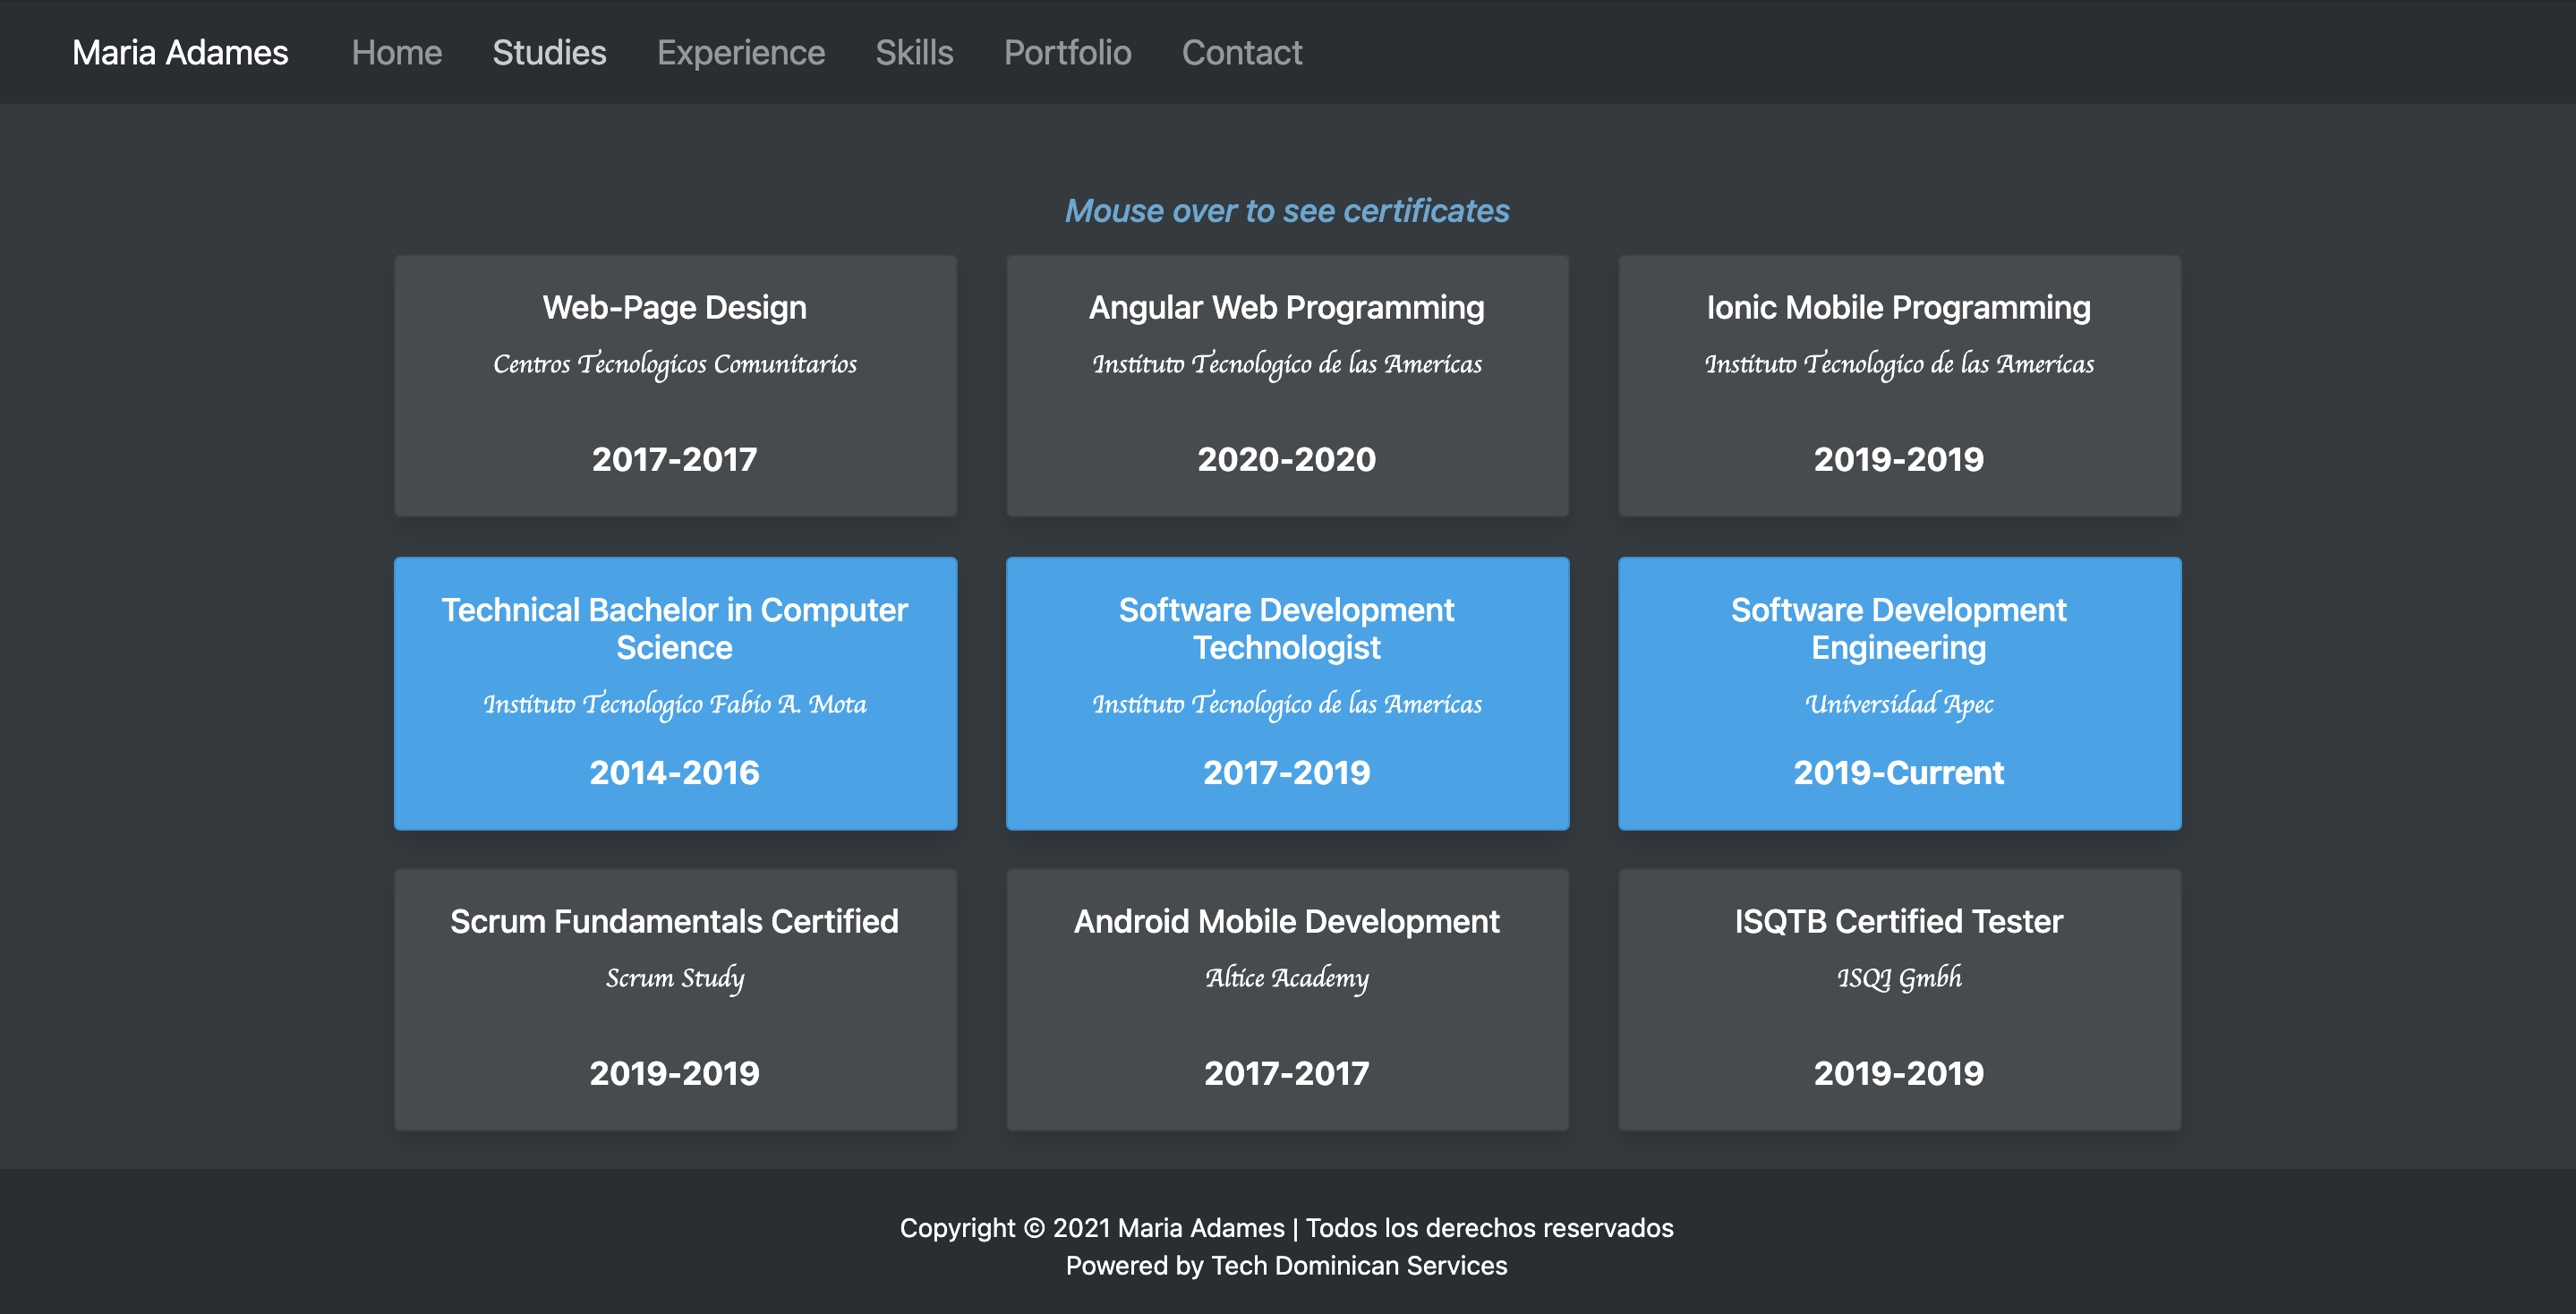 Maria Adames Home Studies Experience Skills Portfolio Contact
Mouse over to see certificates
Web-Page Design
Centros Tecnologicos Comunitarios
2017-2017
Angular Web Programming
Instituto Tecnologico de las Americas
2020-2020
Ionic Mobile Programming
Instituto Tecnologico de las Americas
2019-2019
Technical Bachelor in Computer
Science
Instituto Tecnologico Fabio A. Mota
2014-2016
Software Development
Technologist
Instituto Tecnologico de las Americas
2017-2019
Software Development
Engineering
Universidad Apec
2019-Current
Scrum Fundamentals Certified
Scrum Study
2019-2019
Android Mobile Development
Altice Academy
2017-2017
ISQTB Certified Tester
ISQI Gmbh
2019-2019
Copyright © 2021 Maria Adames | Todos los derechos reservados
Powered by Tech Dominican Services